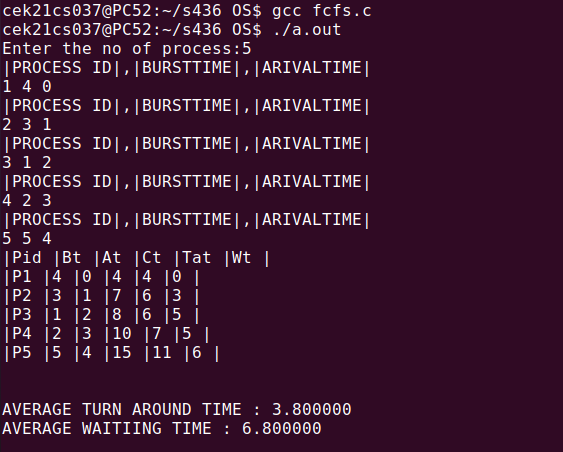 cek21cs037@PC52:~/s436 OS$ gcc fcfs.c
cek21cs037@PC52:~/s436 OS$ ./a.out
Enter the no of process:5
|PROCESS ID|,|BURSTTIME|,|ARIVALTIME|
1 4 0
|PROCESS ID|,|BURSTTIME|,|ARIVALTIME|
2 3 1
|PROCESS ID|,|BURSTTIME|,|ARIVALTIME|
3 1 2
|PROCESS ID|,|BURSTTIME|,|ARIVALTIME|
4 2 3
|PROCESS ID|,|BURSTTIME|,|ARIVALTIME|
5 5 4
|Pid |Bt |At |Ct |Tat |Wt |
|P1 |4 |0 |4 |4 |0 |
|P2 |3 |1 |7 |6 |3 |
|P3 |1 |2 |8 |6 |5 |
|P4 |2 |3 |10 |7 |5 |
|P5 |5 |4 |15 |11 |6 |
AVERAGE TURN AROUND TIME : 3.800000
AVERAGE WAITIING TIME : 6.800000